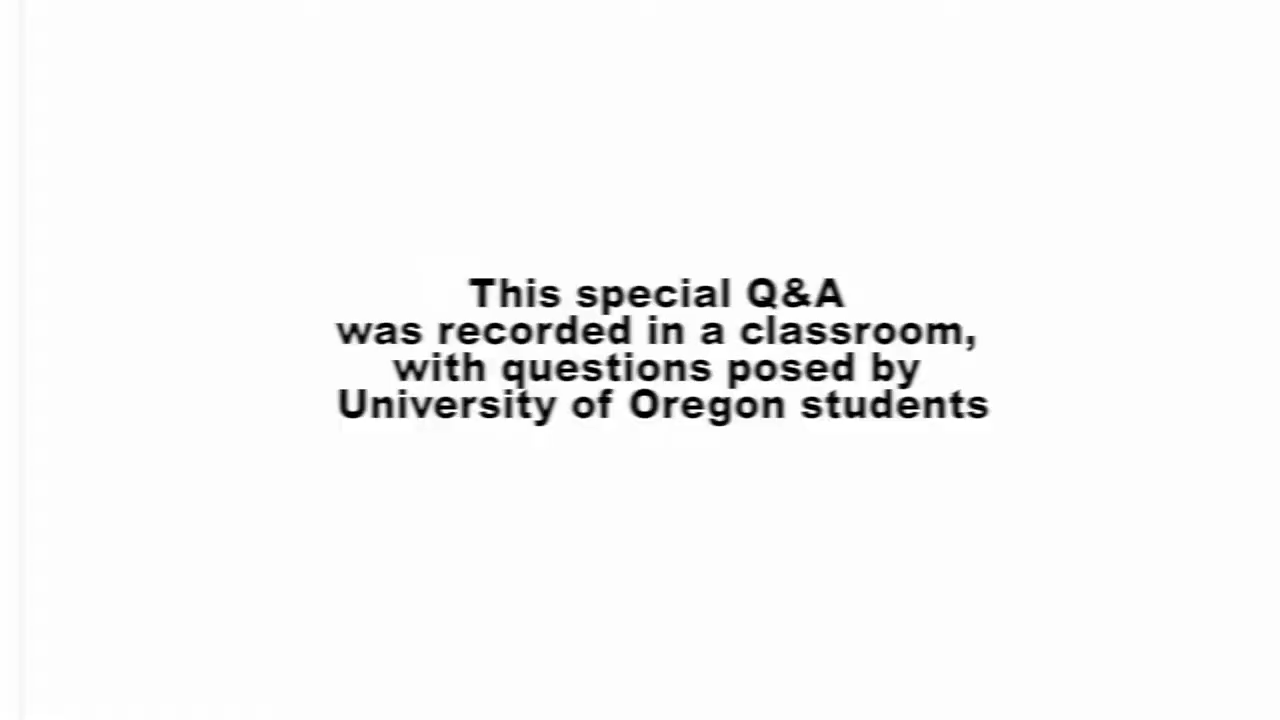 This special Q&A
was recorded in a classroom,
with questions posed by
University of Oregon students